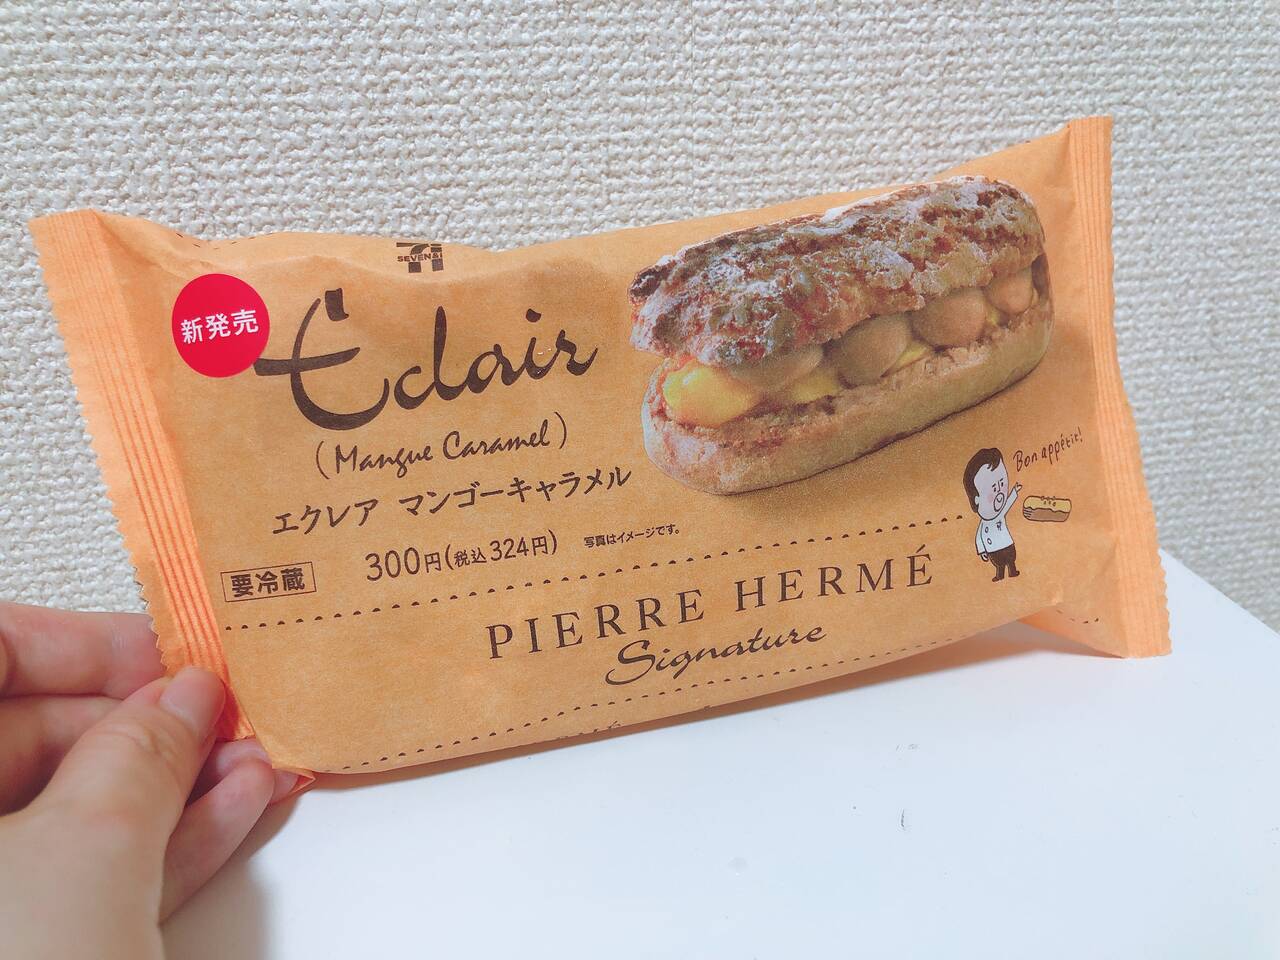 SEVEN&i
新発売
Eclair
(Mangue Caramel)
エクレア マンゴーキャラメル
300円(税込324円)
写真はイメージです。
要冷蔵
Bon appétit!
PIERRE HERMÉ
Signature